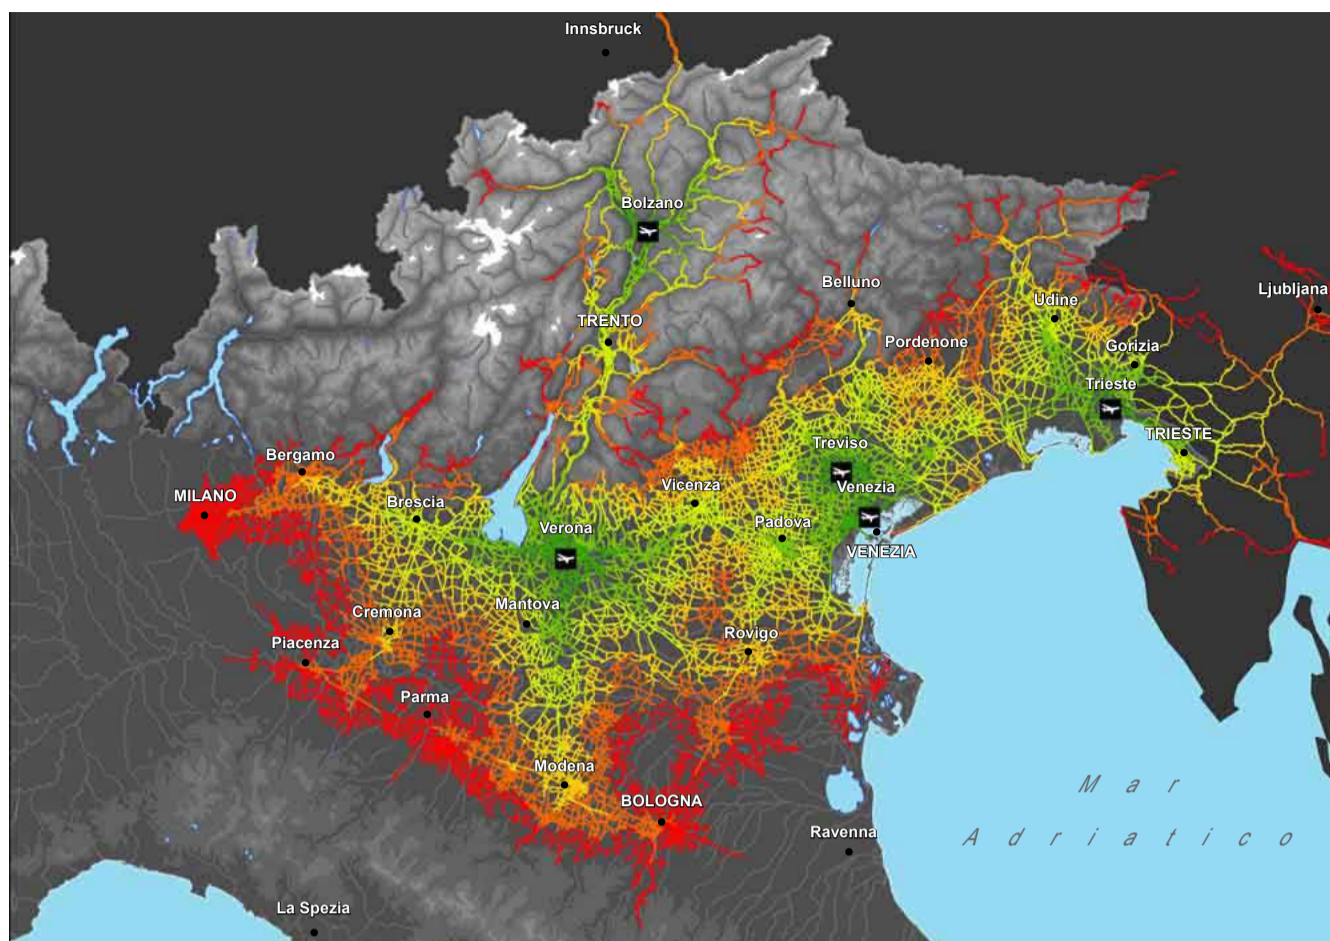 Innsbruck
Bolzano
Belluno
Ljubljana
Udine
TRENTO
Pordenone
Gorizia
Trieste
TRIESTE
Treviso
Bergamo
Vicenza
Venezia
MILANO
Brescia
Padova
Verona
VENEZIA
Mantova
Cremona
Rovigo
Piacenza
Parma
Modena
Mar
BOLOGNA
Ravenna
Adriatico
La Spezia